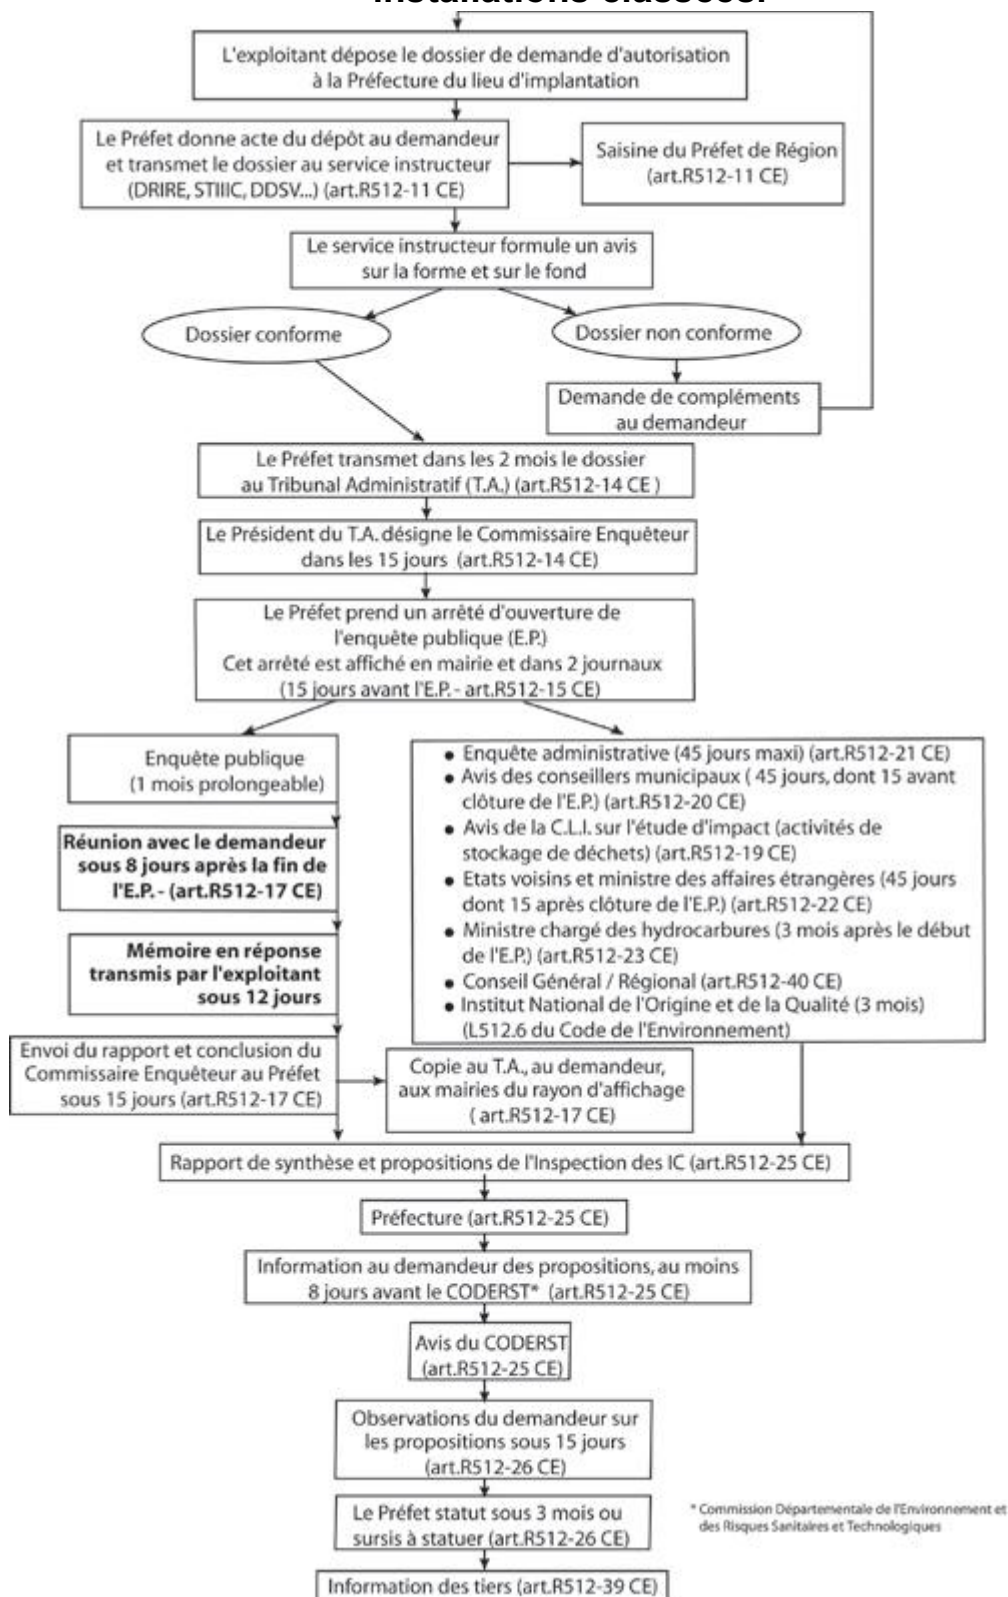 installations classées.
L'exploitant dépose le dossier de demande d'autorisation
à la Préfecture du lieu d'implantation
Le Préfet donne acte du dépôt au demandeur
et transmet le dossier au service instructeur
(DRIRE, STIIIC, DDSV...) (art.R512-11 CE)
Saisine du Préfet de Région
(art.R512-11 CE)
Le service instructeur formule un avis
sur la forme et sur le fond
Dossier conforme
Dossier non conforme
Demande de compléments
au demandeur
Le Préfet transmet dans les 2 mois le dossier
au Tribunal Administratif (T.A.) (art.R512-14 CE )
Le Président du T.A. désigne le Commissaire Enquêteur
dans les 15 jours (art.R512-14 CE)
Le Préfet prend un arrêté d'ouverture de
l'enquête publique (E.P.)
Cet arrêté est affiché en mairie et dans 2 journaux
(15 jours avant l'E.P. - art.R512-15 CE)
Enquête publique
(1 mois prolongeable)
Réunion avec le demandeur
sous 8 jours après la fin de
l'E.P. - (art.R512-17 CE)
Mémoire en réponse
transmis par l'exploitant
sous 12 jours
Envoi du rapport et conclusion du
Commissaire Enquêteur au Préfet
sous 15 jours (art.R512-17 CE)
● Enquête administrative (45 jours maxi) (art.R512-21 CE)
● Avis des conseillers municipaux ( 45 jours, dont 15 avant
clôture de l'E.P.) (art.R512-20 CE)
● Avis de la C.L.I. sur l'étude d'impact (activités de
stockage de déchets) (art.R512-19 CE)
● Etats voisins et ministre des affaires étrangères (45 jours
dont 15 après clôture de l'E.P.) (art.R512-22 CE)
● Ministre chargé des hydrocarbures (3 mois après le début
de l'E.P.) (art.R512-23 CE)
● Conseil Général / Régional (art.R512-40 CE)
● Institut National de l'Origine et de la Qualité (3 mois)
(L512.6 du Code de l'Environnement)
Copie au T.A., au demandeur,
aux mairies du rayon d'affichage
( art.R512-17 CE)
Rapport de synthèse et propositions de l'Inspection des IC (art.R512-25 CE)
Préfecture (art.R512-25 CE)
Information au demandeur des propositions, au moins
8 jours avant le CODERST* (art.R512-25 CE)
Avis du CODERST
(art.R512-25 CE)
Observations du demandeur sur
les propositions sous 15 jours
(art.R512-26 CE)
Le Préfet statut sous 3 mois ou
sursis à statuer (art.R512-26 CE)
* Commission Départementale de l'Environnement et
des Risques Sanitaires et Technologiques
Information des tiers (art.R512-39 CE)